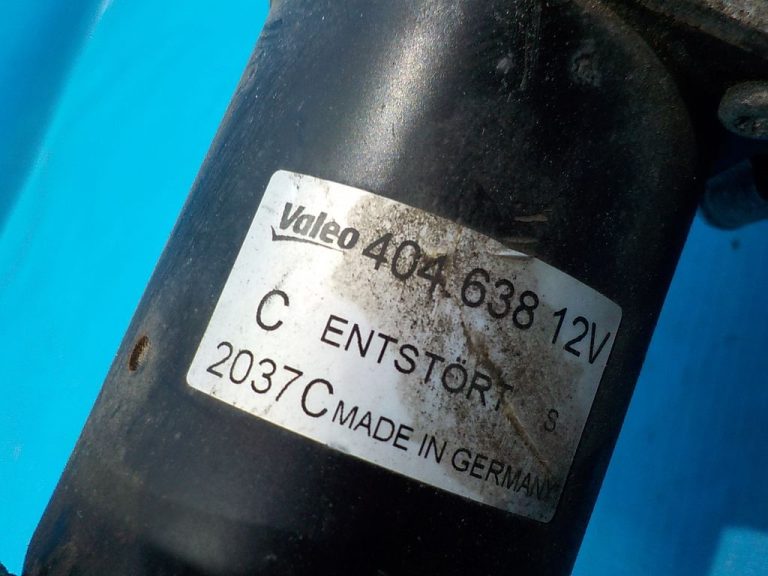 Valeo 404 638 12V
C ENTSTÖRT S
2037C MADE IN GERMANY